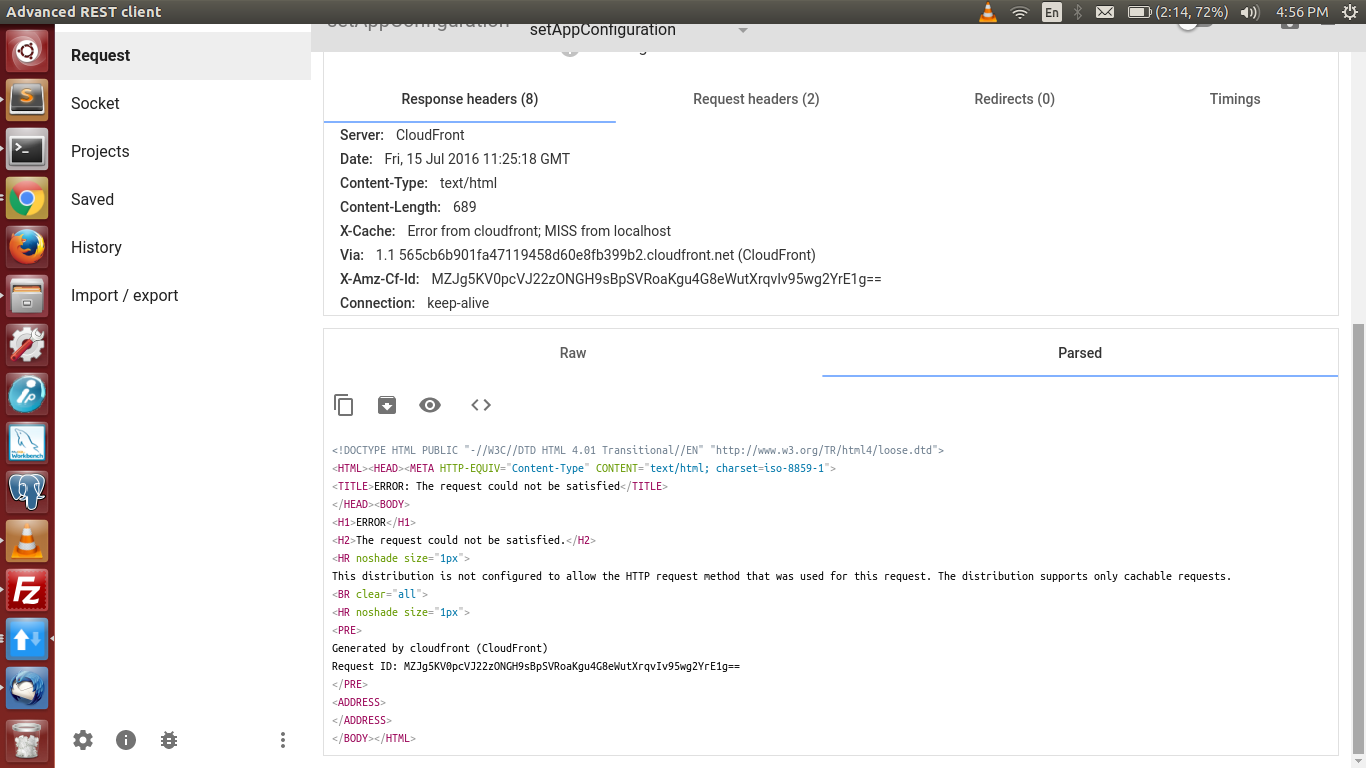 Advanced REST client
En
(2:14, 72%)
4:56 PM
setAppConfiguration
setAppConfiguration
Request
Socket
Projects
Saved
History
Import / export
Response headers (8)
Request headers (2)
Redirects (0)
Timings
Server: CloudFront
Date: Fri, 15 Jul 2016 11:25:18 GMT
Content-Type: text/html
Content-Length: 689
X-Cache: Error from cloudfront; MISS from localhost
Via: 1.1 565cb6b901fa47119458d60e8fb399b2.cloudfront.net (CloudFront)
X-Amz-Cf-Id: MZJg5KV0pcVJ22zONGH9sBpSVRoaKgu4G8eWutXrqvIv95wg2YrE1g==
Connection: keep-alive
Raw
Parsed
<!DOCTYPE HTML PUBLIC "-//W3C//DTD HTML 4.01 Transitional//EN" "http://www.w3.org/TR/html4/loose.dtd">
<HTML><HEAD><META HTTP-EQUIV="Content-Type" CONTENT="text/html; charset=iso-8859-1">
<TITLE>ERROR: The request could not be satisfied</TITLE>
</HEAD><BODY>
<H1>ERROR</H1>
<H2>The request could not be satisfied.</H2>
<HR noshade size="1px">
This distribution is not configured to allow the HTTP request method that was used for this request. The distribution supports only cachable requests.
<BR clear="all">
<HR noshade size="1px">
<PRE>
Generated by cloudfront (CloudFront)
Request ID: MZJg5KV0pcVJ22zONGH9sBpSVRoaKgu4G8eWutXrqvIv95wg2YrE1g==
</PRE>
<ADDRESS>
</ADDRESS>
</BODY></HTML>